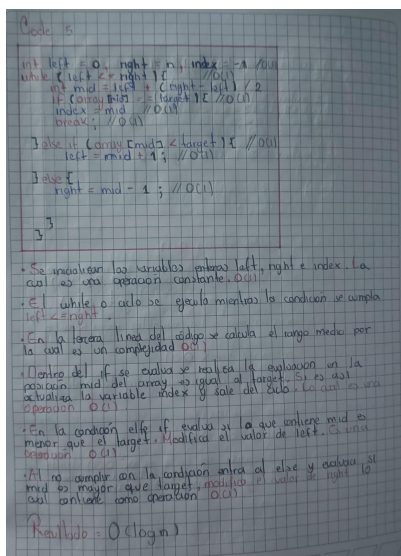 Code 5
int left = 0, right = n, index = -1 //O(1)
while (left <= right) { //O(1)
int mid = left + (right - left) / 2
if (array [mid] == target) { //O(1)
index = mid //O(1)
break; //O(1)
} else if (array [mid] < target) { //O(1)
left = mid + 1; //O(1)
} else {
right = mid - 1; //O(1)
}
}
• Se inicializan las variables enteras left, right e index. La
cual es una operación constante. O(1)
• El while o ciclo se ejecuta mientras la condición se cumpla
left <= right.
• En la tercera linea del código se calcula el rango medio por
la cual es un complejidad O(1)
• Dentro del if se evalua se realiza la evaluación en la
posición mid del array es igual al target. Si es así
actualiza la variable index y sale del ciclo. Lo cual es una
operación O(1)
• En la condición else if evalua si la que contiene mid es
menor que el target. Modifica el valor de left. Es una
operación O(1)
• Al no cumplir con la condición entra al else y evalua si
mid es mayor que target, modifica el valor de right lo
cual contiene como operación O(1)
Resultado = O(log n)